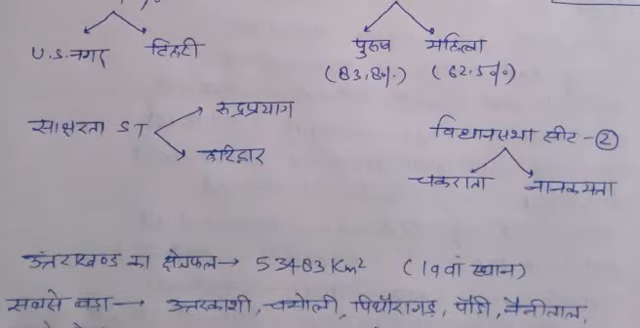 U.S. नगर टिहरी
पुरुष महिला
(83.8%) (62.5%)
साक्षरता ST रुद्रप्रयाग
हरिद्वार
विधानसभा सीट - ②
चकराता नानकमत्ता
उत्तराखण्ड का क्षेत्रफल → 53483 Km² (19वां स्थान)
सबसे बड़ा → उत्तरकाशी, चमोली, पिथौरागढ़, पौड़ी, नैनीताल,